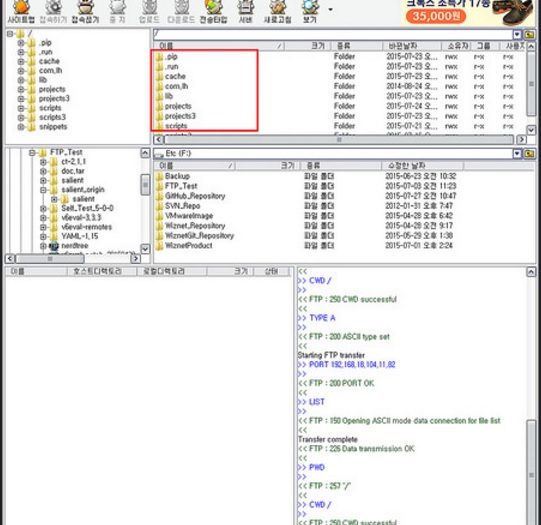 크록스 초특가 17종
35,000원
사이트맵 접속하기 접속끊기 중 지 업로드 다운로드 전송타입 서버 새로고침 보기
/
.pip
.run
cache
com,lh
lib
projects
projects3
scripts
scripts3
snippets
/
이름 / 크기 종류 바뀐날짜 소유자 그룹 사용자
.pip Folder 2015-07-23 오... rwx r-x r-x
.run Folder 2015-07-23 오... rwx r-x r-x
cache Folder 2015-07-23 오... rwx r-x r-x
com,lh Folder 2014-08-24 오... rwx r-x r-x
lib Folder 2015-07-23 오... rwx r-x r-x
projects Folder 2015-07-24 오... rwx r-x r-x
projects3 Folder 2015-07-23 오... rwx r-x r-x
scripts Folder 2015-07-21 오... rwx r-x r-x
FTP_Test
ct-2,1,1
doc,tar
salient
salient_origin
salient
Self_Test_5-0-0
v6eval-3,3,3
v6eval-remotes
YAML-1,15
nerdtree
Etc (F:)
이름 / 크기 종류 수정한 날짜
Backup 파일 폴더 2015-06-23 오전 10:32
FTP_Test 파일 폴더 2015-07-03 오전 11:23
GitHub_Repository 파일 폴더 2015-07-27 오전 10:47
SVN_Repo 파일 폴더 2012-01-31 오후 7:47
VMwareImage 파일 폴더 2015-04-28 오후 6:42
Wiznet_Repository 파일 폴더 2015-04-28 오전 9:17
WiznetGit_Repository 파일 폴더 2015-05-29 오후 1:38
WiznetProduct 파일 폴더 2015-07-01 오후 2:24
이름 호스트디렉토리 로컬디렉토리 크기 상태
<<
>> CWD /
>>
<< FTP : 250 CWD successful
<<
>> TYPE A
>>
<< FTP : 200 ASCII type set
<<
Starting FTP transfer
>> PORT 192,168,18,104,11,82
>>
<< FTP : 200 PORT OK
<<
>> LIST
>>
<< FTP : 150 Opening ASCII mode data connection for file list
<<
Transfer complete
<< FTP : 226 Data transmission OK
<<
>> PWD
>>
<< FTP : 257 "/"
<<
>> CWD /
>>
<< FTP : 250 CWD successful